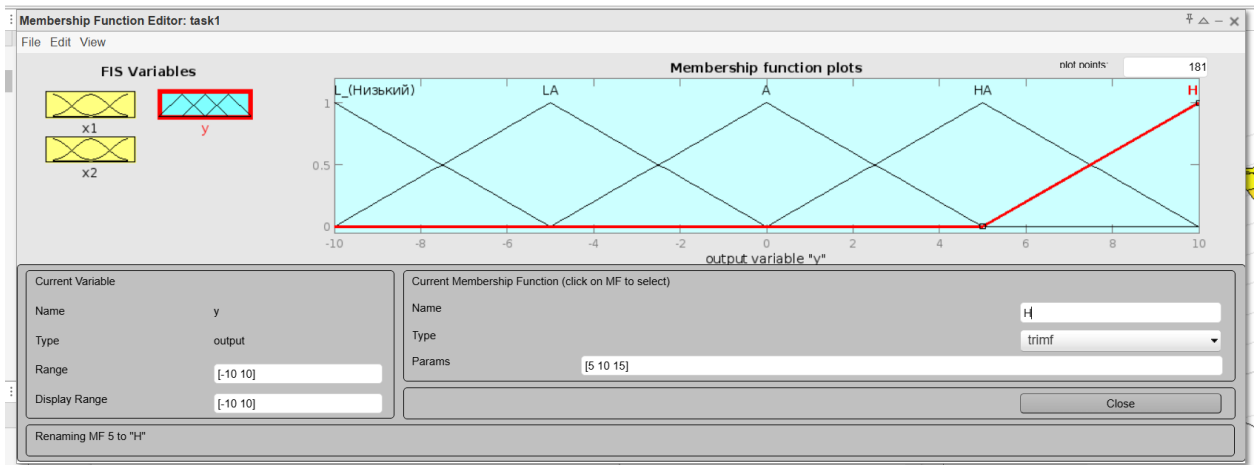 Membership Function Editor: task1
File Edit View
FIS Variables
x1
y
x2
Membership function plots
plot points:
181
L_(Низький)
LA
A
HA
H
1
0.5
0
-10 -8 -6 -4 -2 0 2 4 6 8 10
output variable "y"
Current Variable
Name y
Type output
Range [-10 10]
Display Range [-10 10]
Current Membership Function (click on MF to select)
Name H
Type trimf
Params [5 10 15]
Close
Renaming MF 5 to "H"